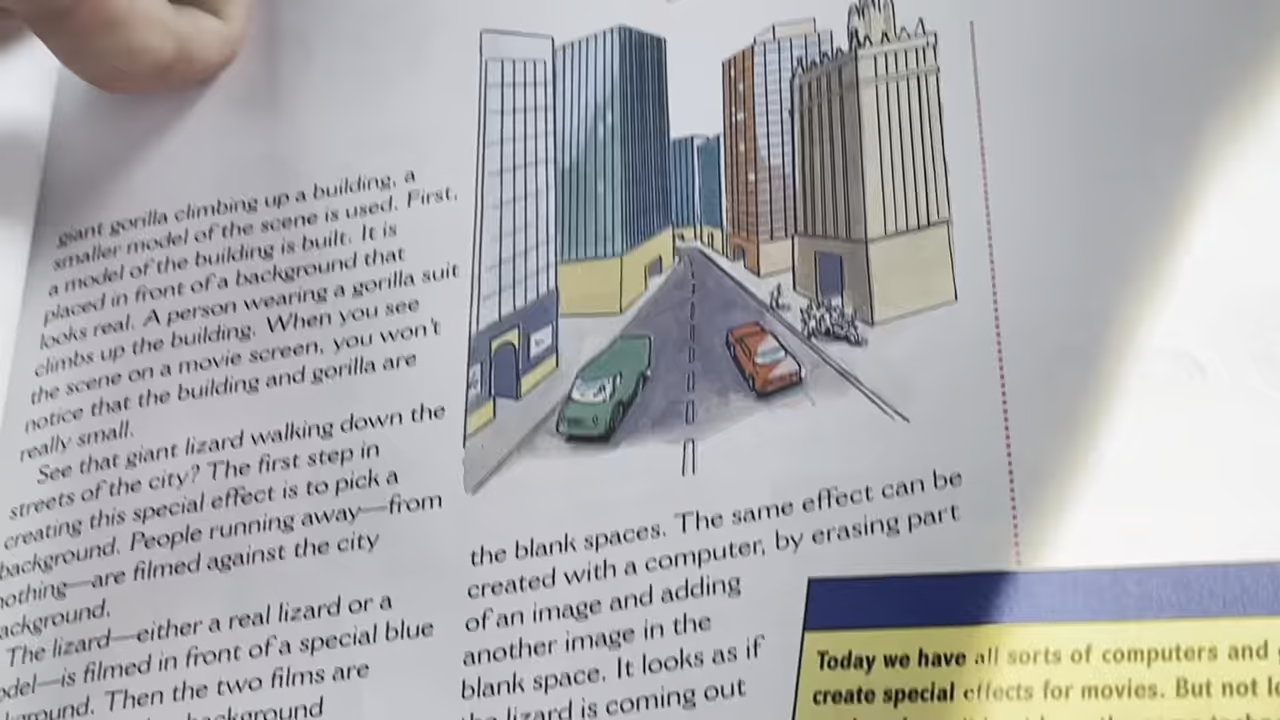 giant gorilla climbing up a building, a
smaller model of the scene is used. First,
a model of the building is built. It is
placed in front of a background that
looks real. A person wearing a gorilla suit
climbs up the building. When you see
the scene on a movie screen, you won't
notice that the building and gorilla are
really small.
See that giant lizard walking down the
streets of the city? The first step in
creating this special effect is to pick a
background. People running away—from
nothing—are filmed against the city
background.
The lizard—either a real lizard or a
model—is filmed in front of a special blue
background. Then the two films are
background
the blank spaces. The same effect can be
created with a computer, by erasing part
of an image and adding
another image in the
blank space. It looks as if
the lizard is coming out
Today we have all sorts of computers and
create special effects for movies. But not